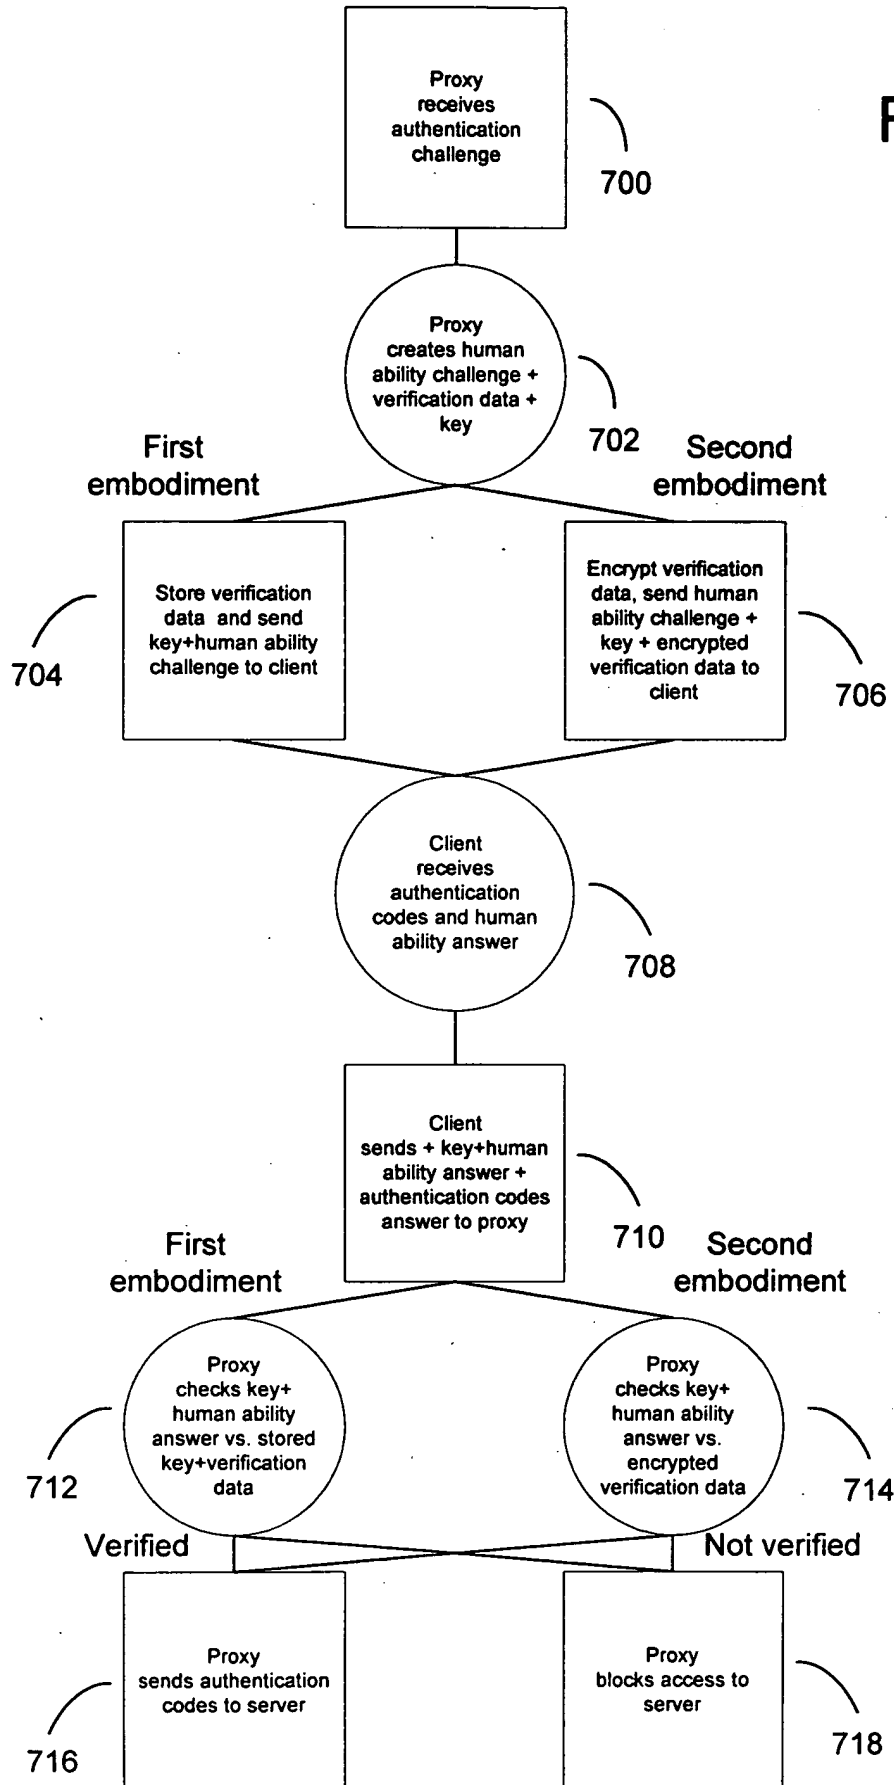 Proxy
receives
authentication
challenge
F
700
Proxy
creates human
ability challenge +
verification data +
key
702
First
embodiment
Second
embodiment
Store verification
data and send
key+human ability
challenge to client
704
Encrypt verification
data, send human
ability challenge +
key + encrypted
verification data to
client
706
Client
receives
authentication
codes and human
ability answer
708
Client
sends + key+human
ability answer +
authentication codes
answer to proxy
710
First
embodiment
Second
embodiment
Proxy
checks key+
human ability
answer vs. stored
key+verification
data
712
Proxy
checks key+
human ability
answer vs.
encrypted
verification data
714
Verified
Not verified
Proxy
sends authentication
codes to server
716
Proxy
blocks access to
server
718